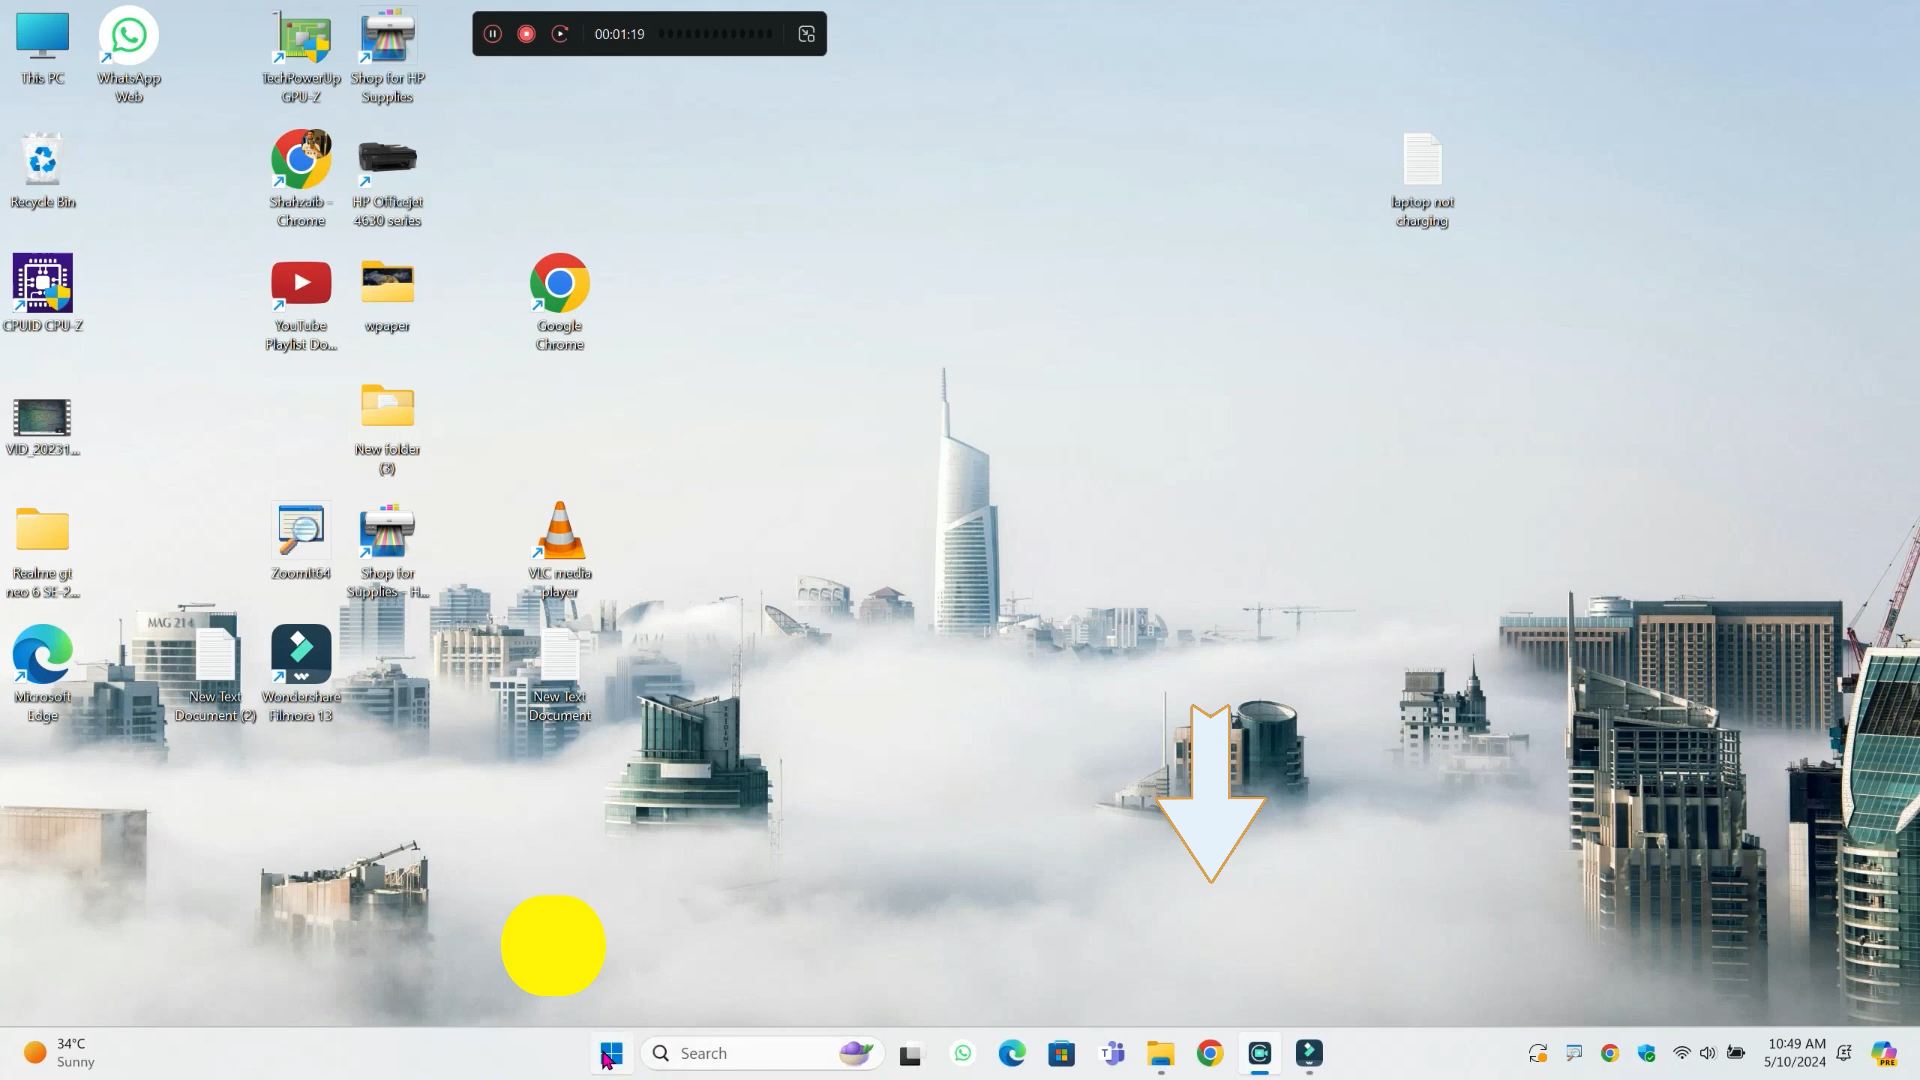 00:01:19
This PC
WhatsApp
Web
TechPowerUp
GPU-Z
Shop for HP
Supplies
Recycle Bin
Shahzaib -
Chrome
HP Officejet
4630 series
laptop not
charging
CPUID CPU-Z
YouTube
Playlist Do...
wpaper
Google
Chrome
VID_20231...
New folder
(3)
Realme gt
neo 6 SE-2...
ZoomIt64
Shop for
Supplies - H...
VLC media
player
MAG 214
Microsoft
Edge
New Text
Document (2)
Wondershare
Filmora 13
New Text
Document
34°C
Sunny
Search
10:49 AM
5/10/2024
PRE